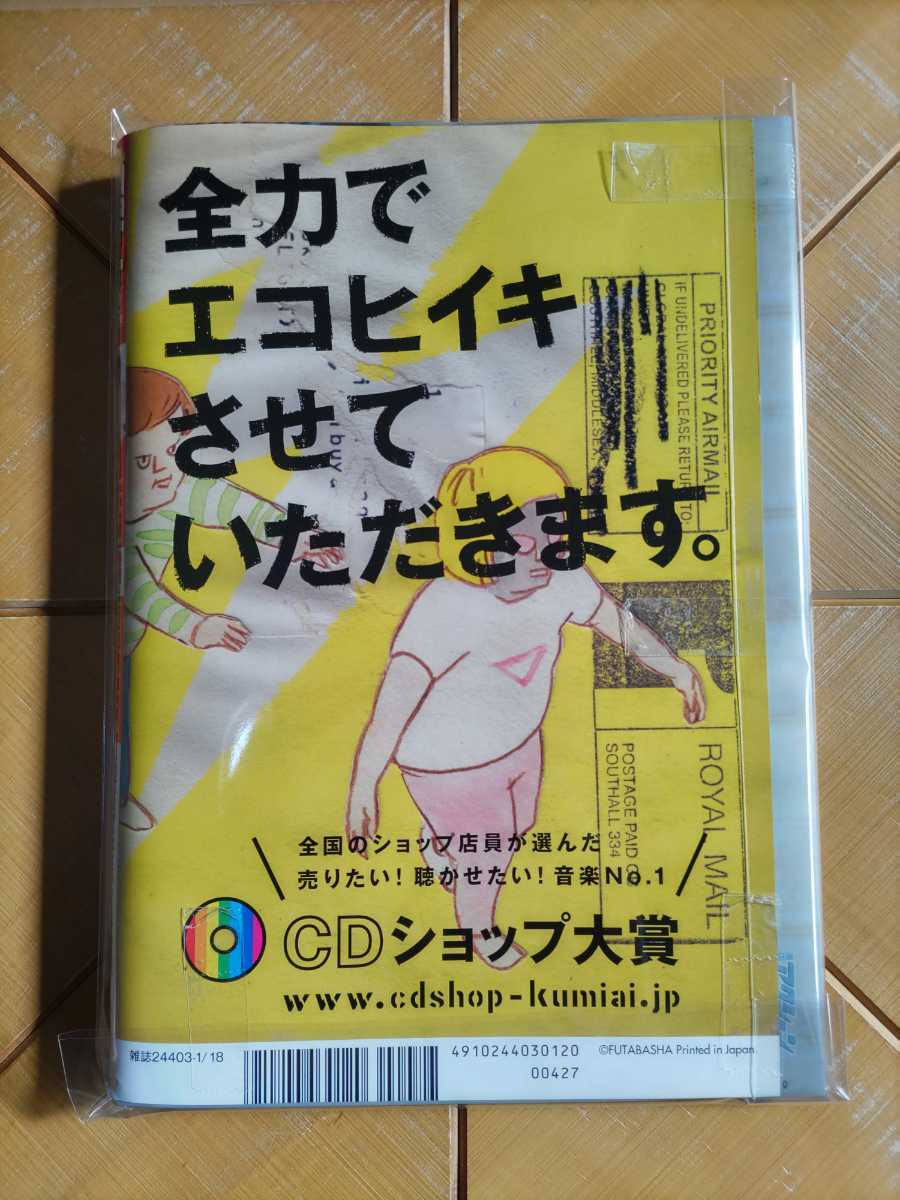 全力で
エコヒイキ
させて
いただきます。
PRIORITY AIRMAIL
IF UNDELIVERED PLEASE RETURN TO:
MIDDLESEX,
buy
ROYAL MAIL
POSTAGE PAID
SOUTHALL 334
全国のショップ店員が選んだ
売りたい！聴かせたい！音楽No.1
CDショップ大賞
www.cdshop-kumiai.jp
雑誌24403-1/18
4910244030120
00427
©FUTABASHA Printed in Japan.